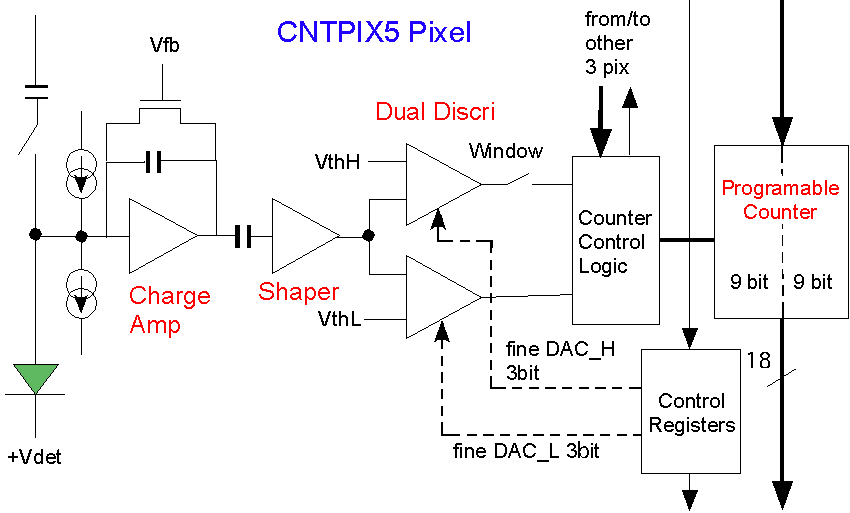 CNTPIX5 Pixel
from/to
other
3 pix
Vfb
Dual Discri
VthH
Window
Programable
Counter
Counter
Control
Logic
9 bit
9 bit
Charge
Amp
Shaper
VthL
fine DAC_H
3bit
18
Control
Registers
fine DAC_L 3bit
+Vdet